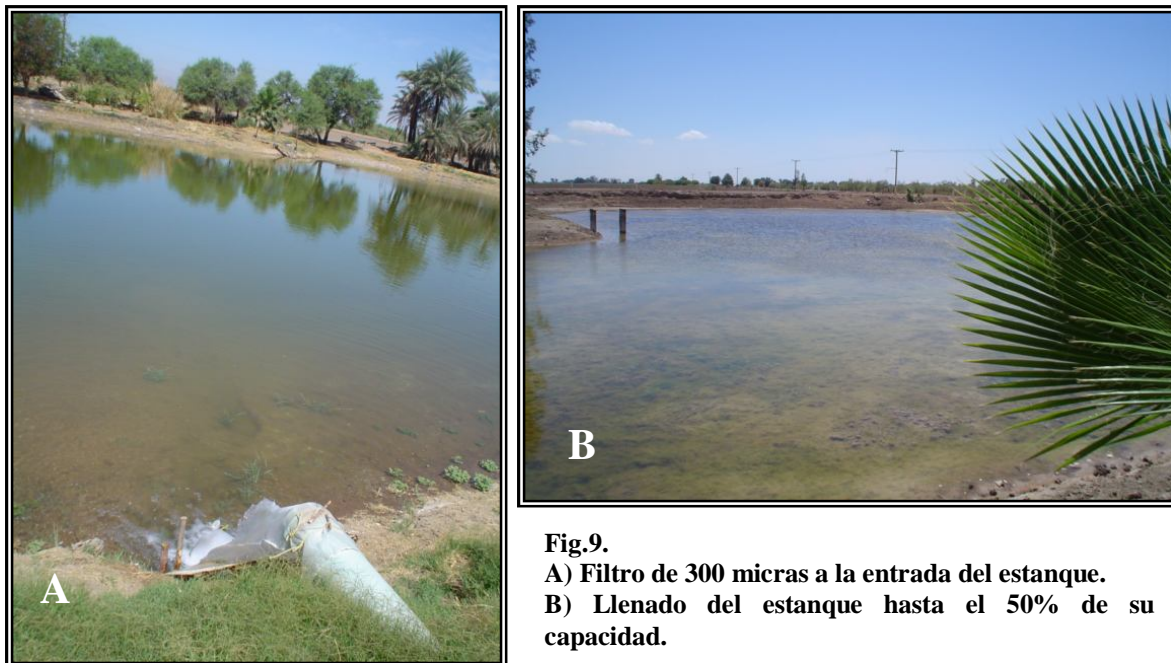 A
B
Fig.9.
A) Filtro de 300 micras a la entrada del estanque.
B) Llenado del estanque hasta el 50% de su
capacidad.